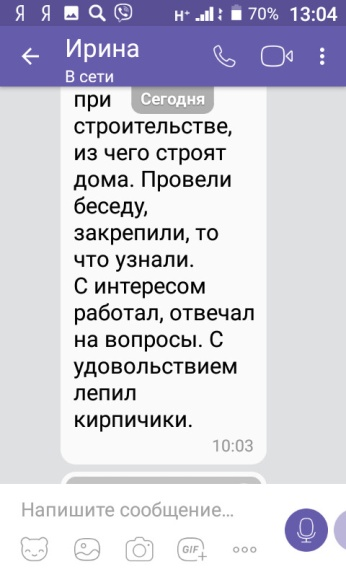 Я Я H+ 70% 13:04
Ирина
В сети
Сегодня
при
строительстве,
из чего строят
дома. Провели
беседу,
закрепили, то
что узнали.
С интересом
работал, отвечал
на вопросы. С
удовольствием
лепил
кирпичики.
10:03
Напишите сообщение...
GIF+